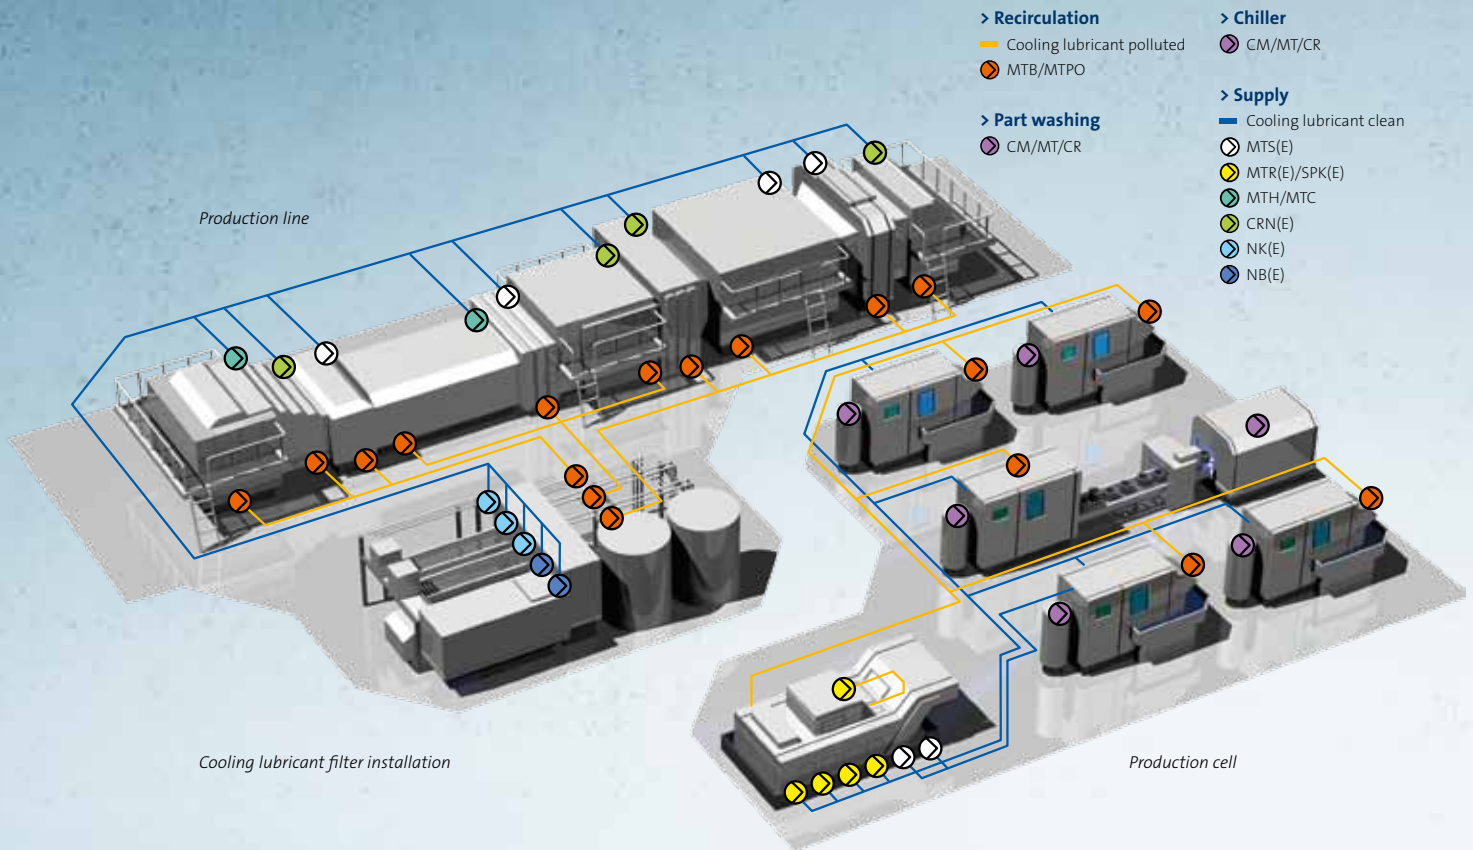 > Recirculation
Cooling lubricant polluted
MTB/MTPO
> Part washing
CM/MT/CR
> Chiller
CM/MT/CR
> Supply
Cooling lubricant clean
MTS(E)
MTR(E)/SPK(E)
MTH/MTC
CRN(E)
NK(E)
NB(E)
Production line
Cooling lubricant filter installation
Production cell